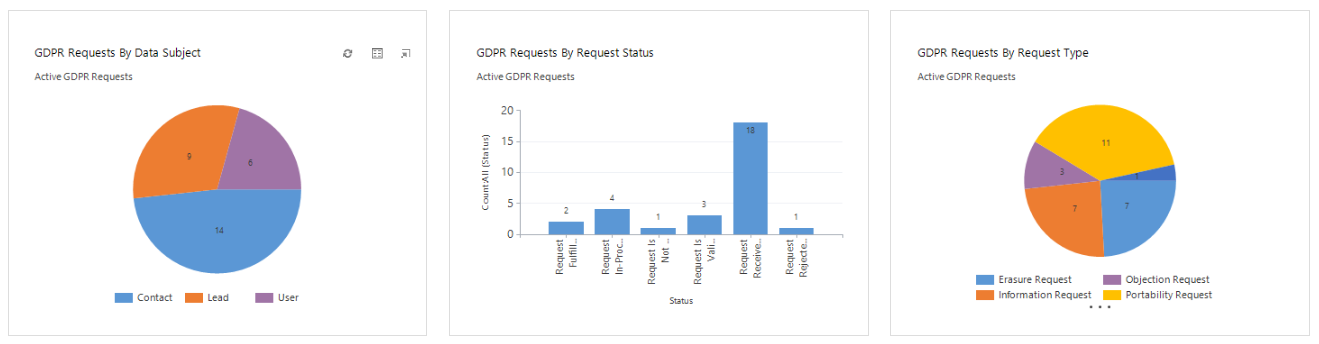 GDPR Requests By Data Subject
Active GDPR Requests
9
6
14
Contact
Lead
User
GDPR Requests By Request Status
Active GDPR Requests
Count:All (Status)
20
15
10
5
0
2
4
1
3
18
1
Request
Fulfill...
Request
In-Proc...
Request Is
Not ...
Request Is
Vali...
Request
Receive...
Request
Rejecte...
Status
GDPR Requests By Request Type
Active GDPR Requests
11
3
1
7
7
Erasure Request
Objection Request
Information Request
Portability Request